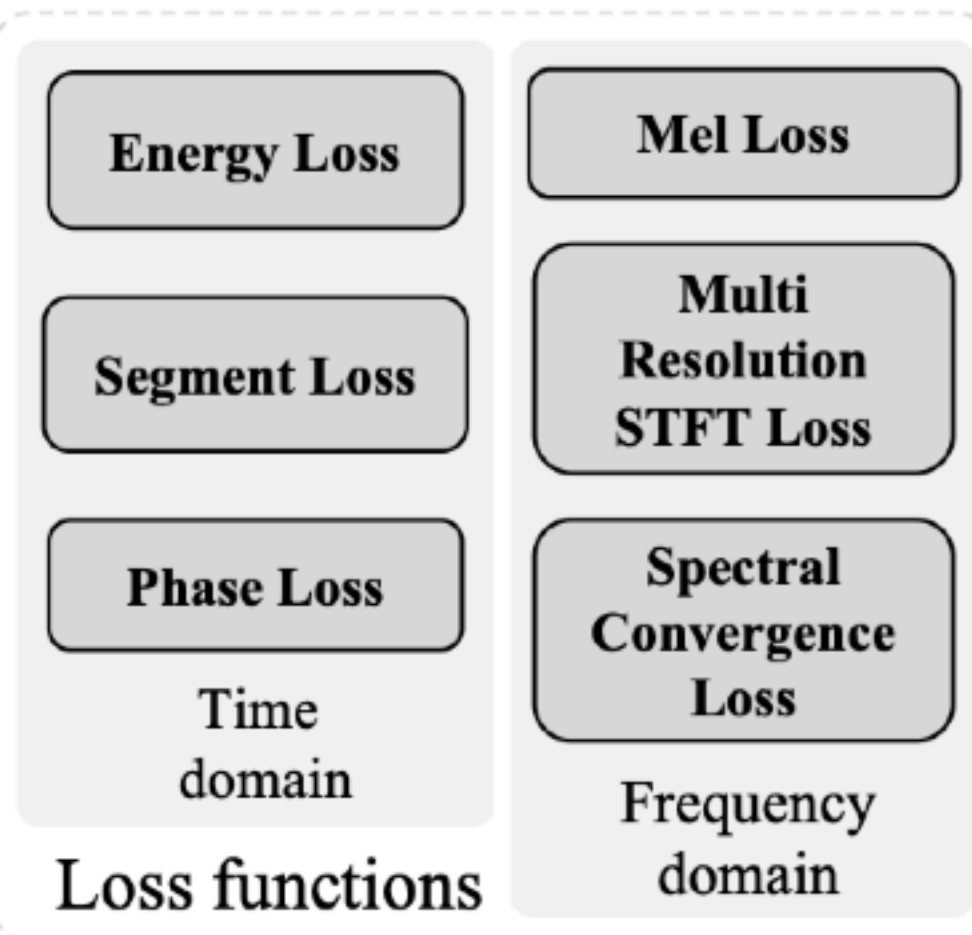 Energy Loss
Segment Loss
Phase Loss
Time
domain
Mel Loss
Multi
Resolution
STFT Loss
Spectral
Convergence
Loss
Frequency
domain
Loss functions